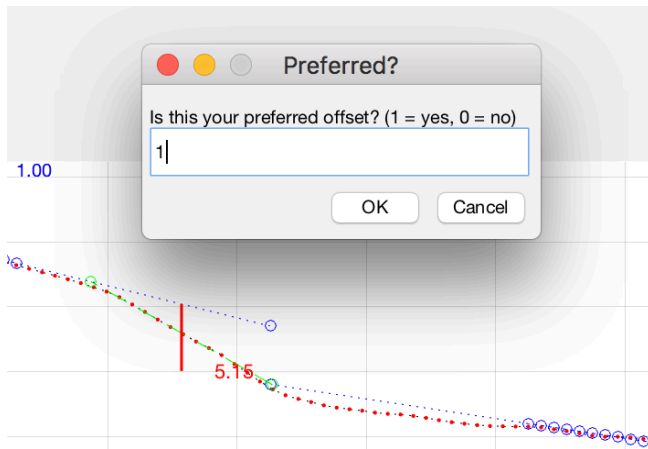 Preferred?
Is this your preferred offset? (1 = yes, 0 = no)
1
OK Cancel
1.00
5.15